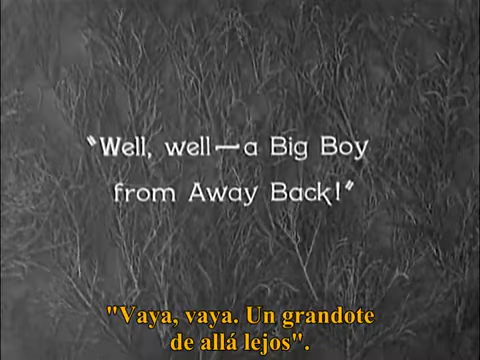 "Well, well—a Big Boy
from Away Back!"
"Vaya, vaya. Un grandote
de allá lejos".